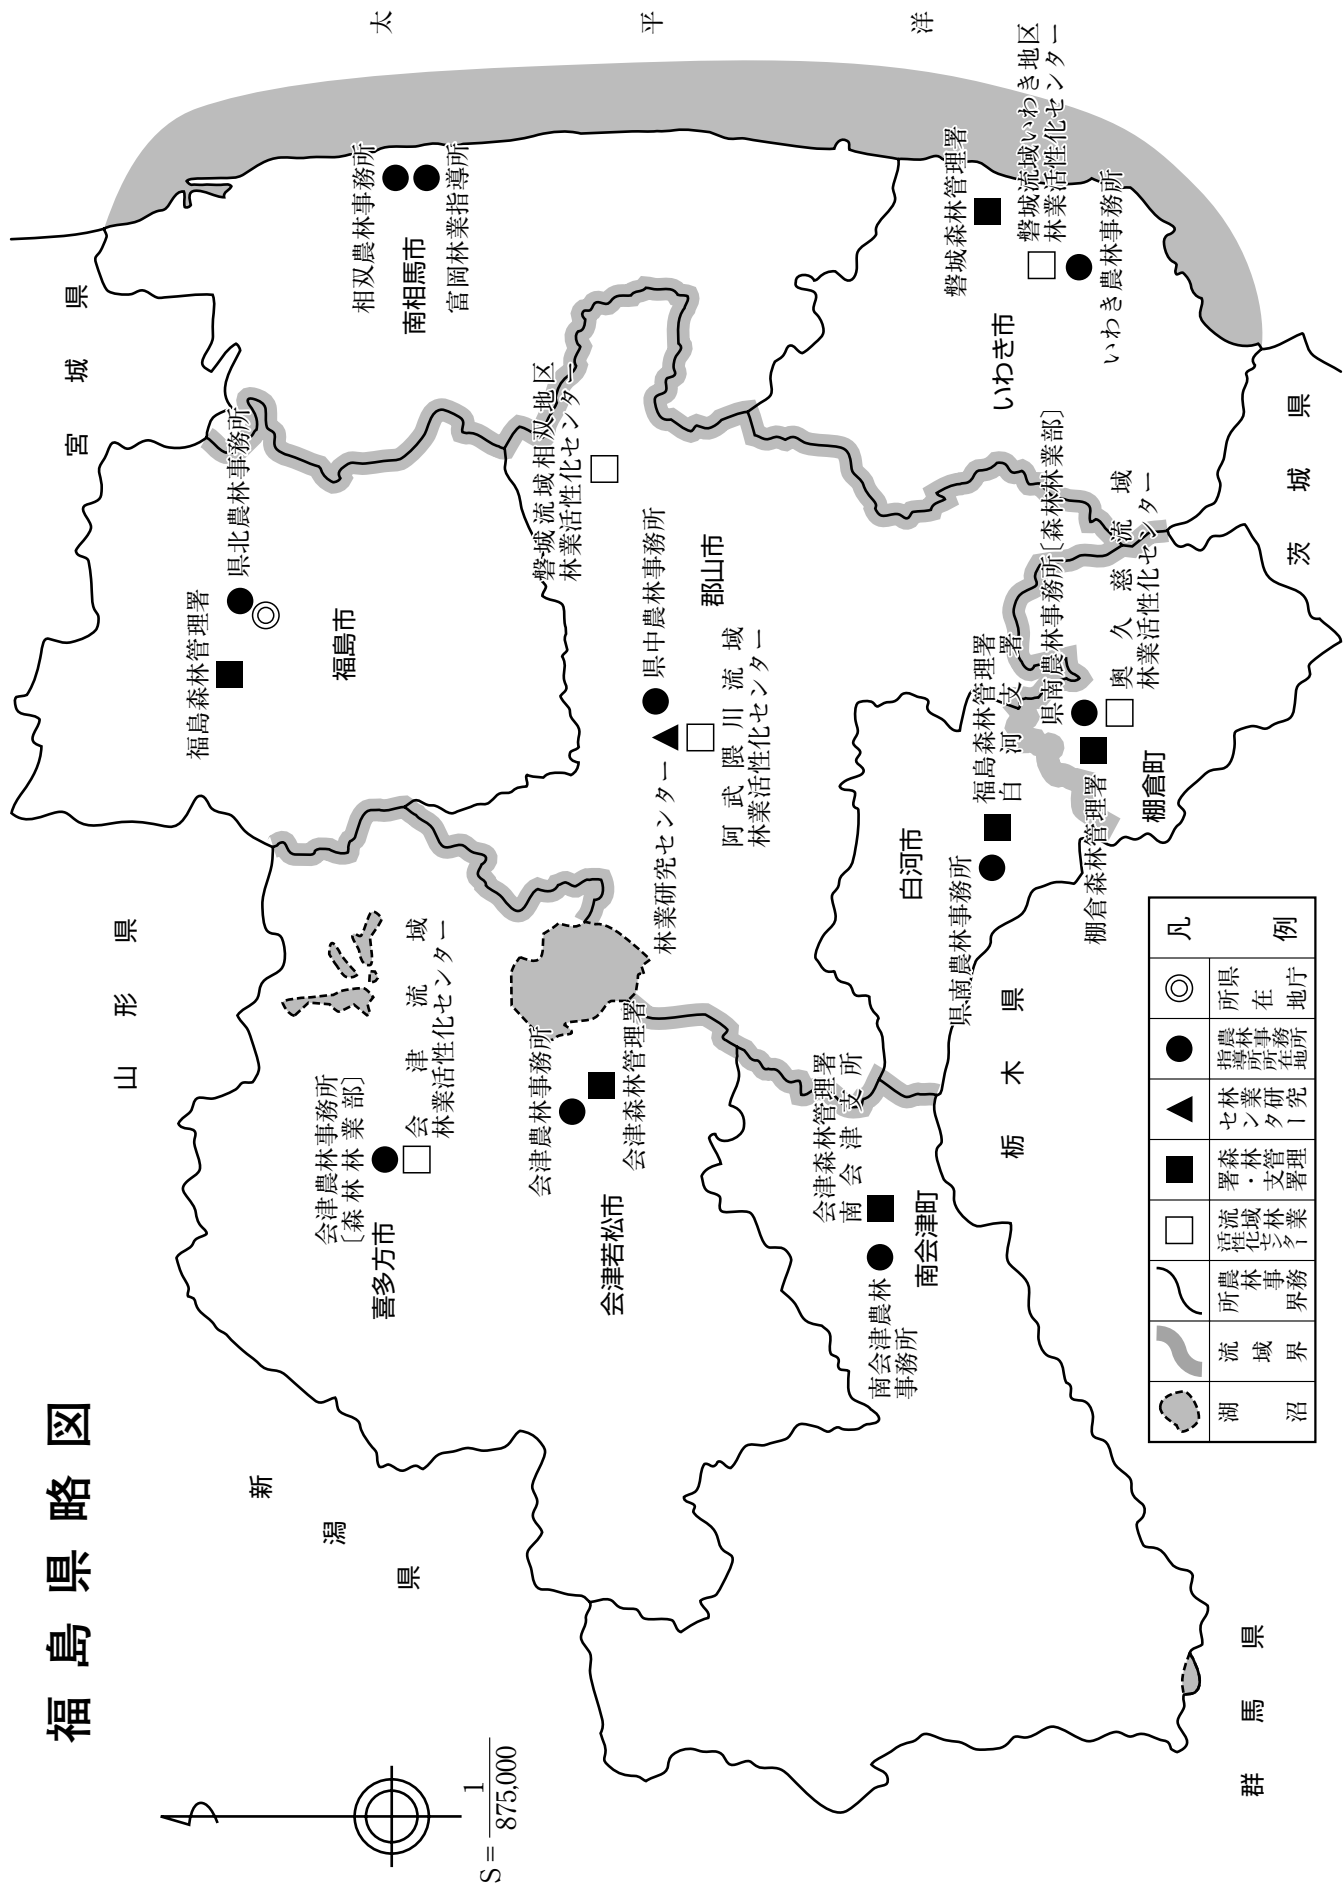 福島県略図
S = 1
875,000
新潟県
山形県
宮城県
太平洋
福島森林管理署
県北農林事務所
福島市
相双農林事務所
南相馬市
富岡林業指導所
会津農林事務所
〔森林林業部〕
喜多方市
会津流域
林業活性化センター
会津農林事務所
会津森林管理署
会津若松市
磐城流域相双地区
林業活性化センター
県中農林事務所
林業研究センター
郡山市
阿武隈川流域
林業活性化センター
会津森林管理署
南会津支所
南会津農林
事務所
南会津町
白河市
県南農林事務所
福島森林管理署
白河支署
県南農林事務所〔森林林業部〕
奥久慈流域
林業活性化センター
棚倉森林管理署
棚倉町
磐城森林管理署
いわき市
磐城流域いわき地区
林業活性化センター
いわき農林事務所
栃木県
茨城県
群馬県
凡例
県庁
所在地
農林事務所
指導所所在地
林業研究
センター
森林管理
署・支署
流域林業
活性化センター
農林事務
所界
流域界
湖沼